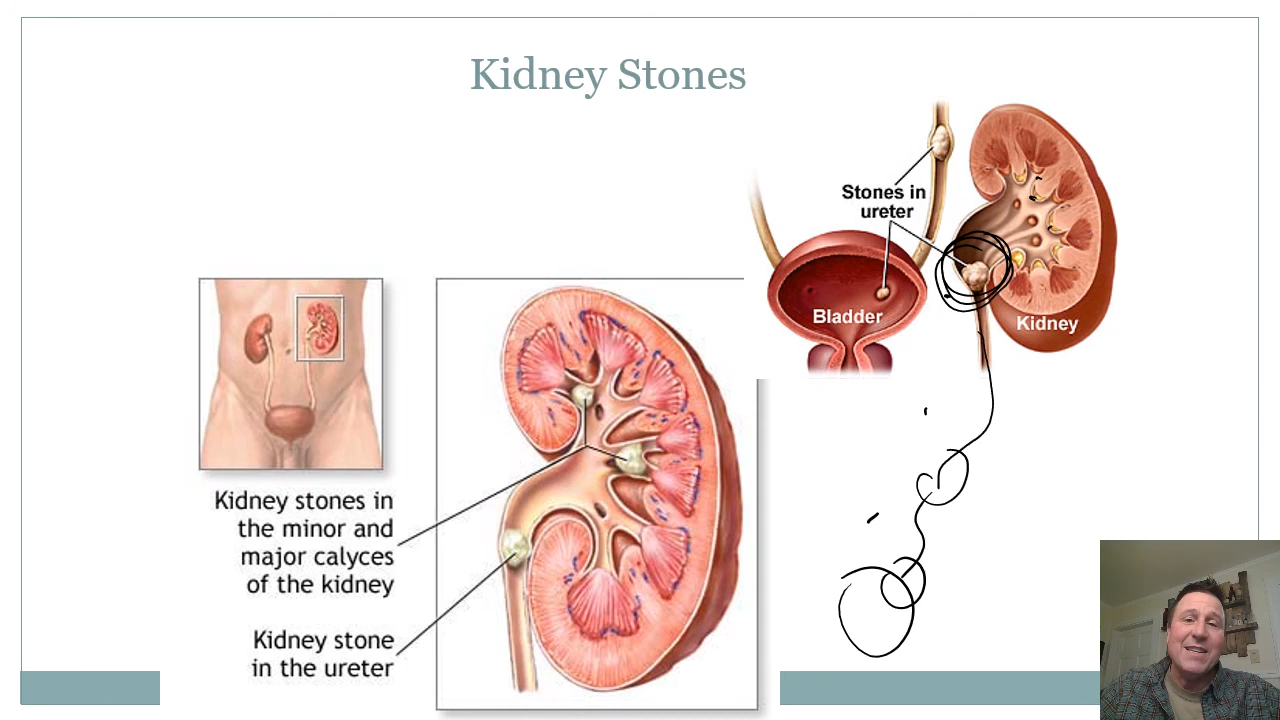 Kidney Stones
Stones in
ureter
Bladder
Kidney
Kidney stones in
the minor and
major calyces
of the kidney
Kidney stone
in the ureter